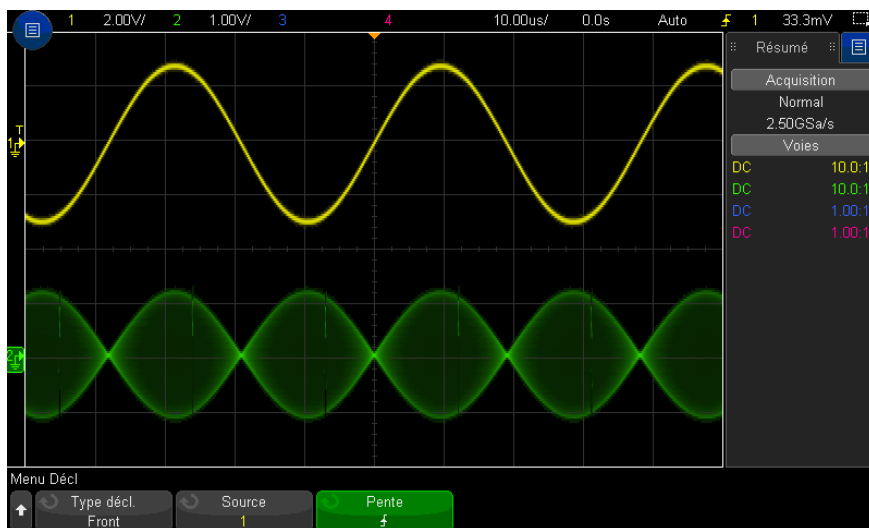 1 2.00V/ 2 1.00V/ 3 4 10.00us/ 0.0s Auto 1 33.3mV
Résumé
Acquisition
Normal
2.50GSa/s
Voies
DC 10.0:1
DC 10.0:1
DC 1.00:1
DC 1.00:1
T
1
2
Menu Décl
Type décl.
Front
Source
1
Pente